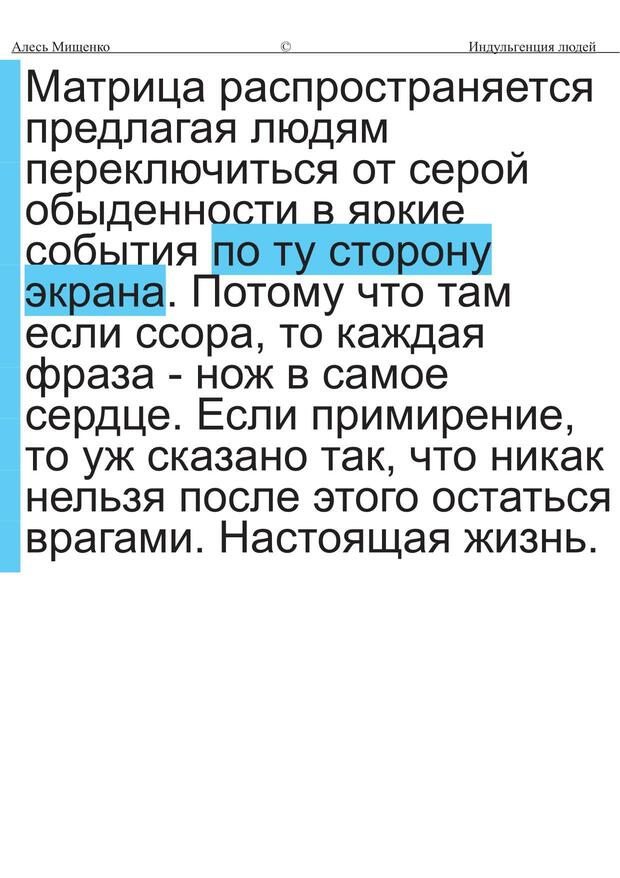 Алесь Мищенко © Индульгенция людей
Матрица распространяется
предлагая людям
переключиться от серой
обыденности в яркие
события по ту сторону
экрана. Потому что там
если ссора, то каждая
фраза - нож в самое
сердце. Если примирение,
то уж сказано так, что никак
нельзя после этого остаться
врагами. Настоящая жизнь.